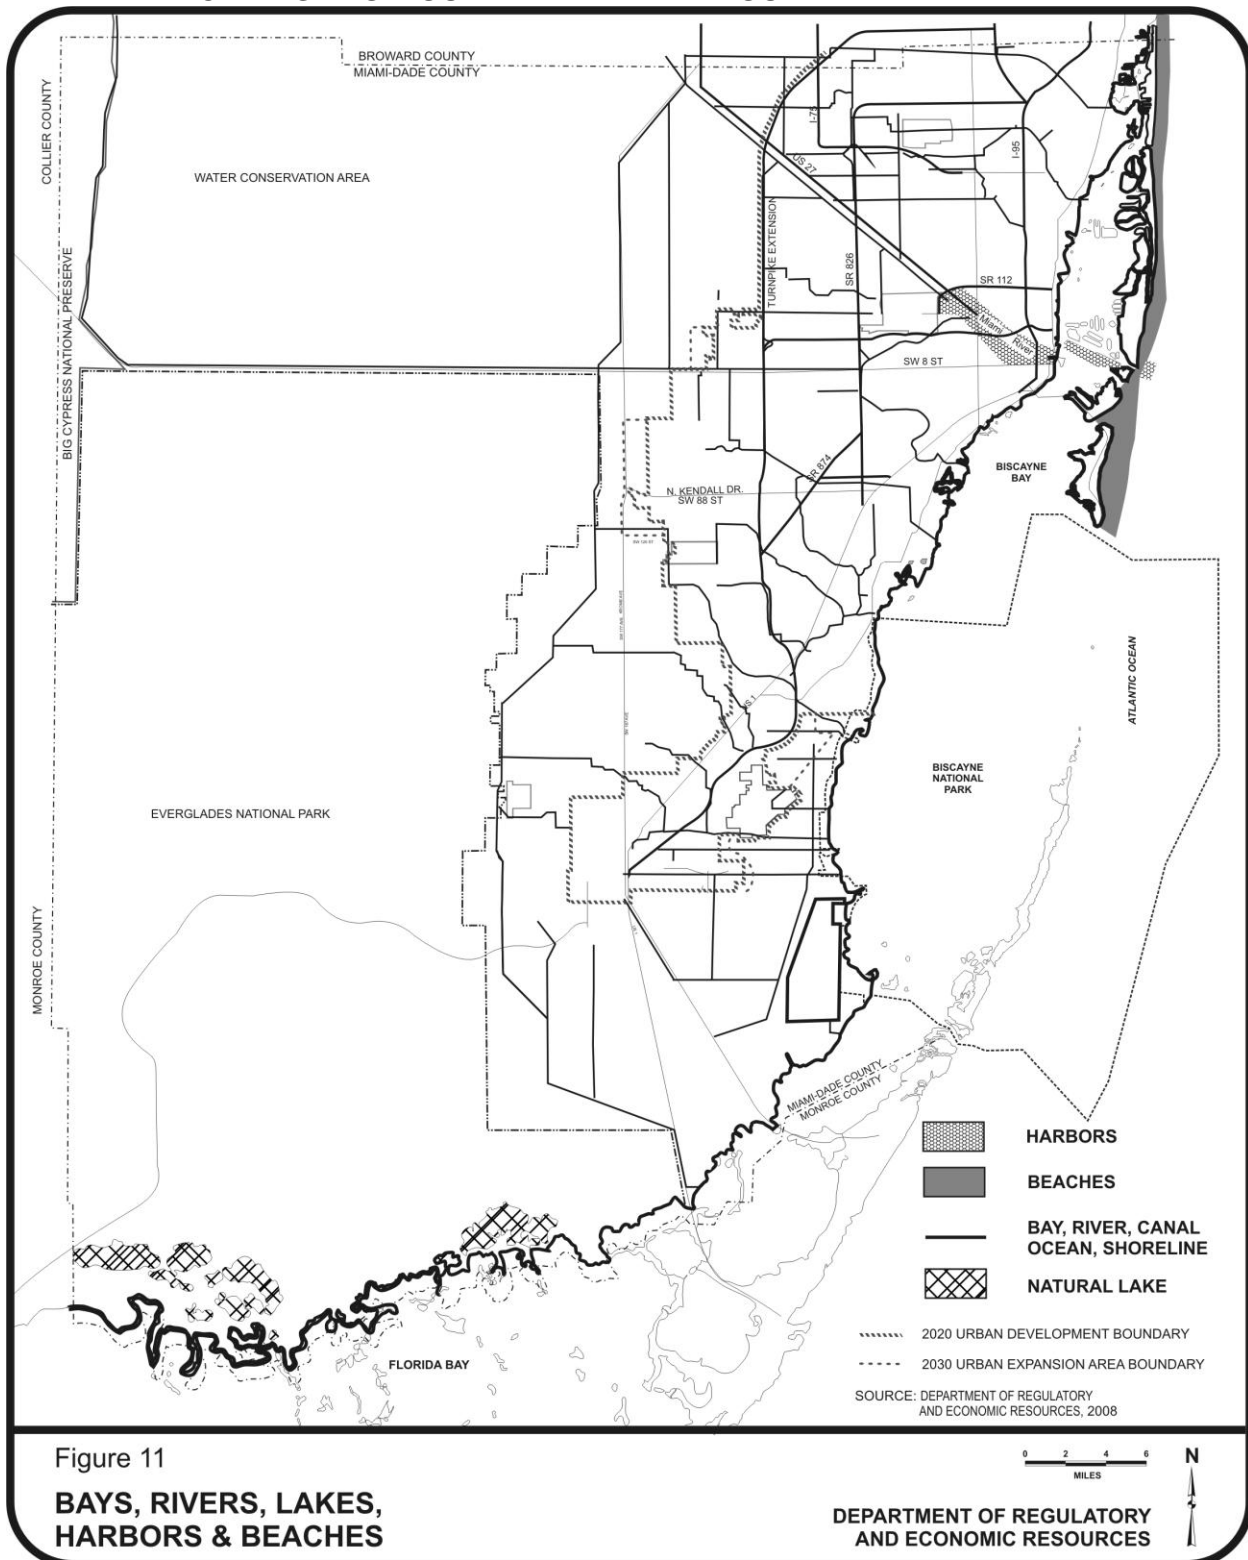 BROWARD COUNTY
MIAMI-DADE COUNTY
COLLIER COUNTY
WATER CONSERVATION AREA
BIG CYPRESS NATIONAL PRESERVE
I-75
US 27
I-95
TURNPIKE EXTENSION
SR 826
SR 112
Miami
River
SW 8 ST
SR 874
N. KENDALL DR.
SW 88 ST
BISCAYNE
BAY
ATLANTIC OCEAN
US 1
BISCAYNE
NATIONAL
PARK
EVERGLADES NATIONAL PARK
MONROE COUNTY
MIAMI-DADE COUNTY
MONROE COUNTY
FLORIDA BAY
HARBORS
BEACHES
BAY, RIVER, CANAL
OCEAN, SHORELINE
NATURAL LAKE
2020 URBAN DEVELOPMENT BOUNDARY
2030 URBAN EXPANSION AREA BOUNDARY
SOURCE: DEPARTMENT OF REGULATORY
AND ECONOMIC RESOURCES, 2008
Figure 11
BAYS, RIVERS, LAKES,
HARBORS & BEACHES
0 2 4 6
MILES
N
DEPARTMENT OF REGULATORY
AND ECONOMIC RESOURCES